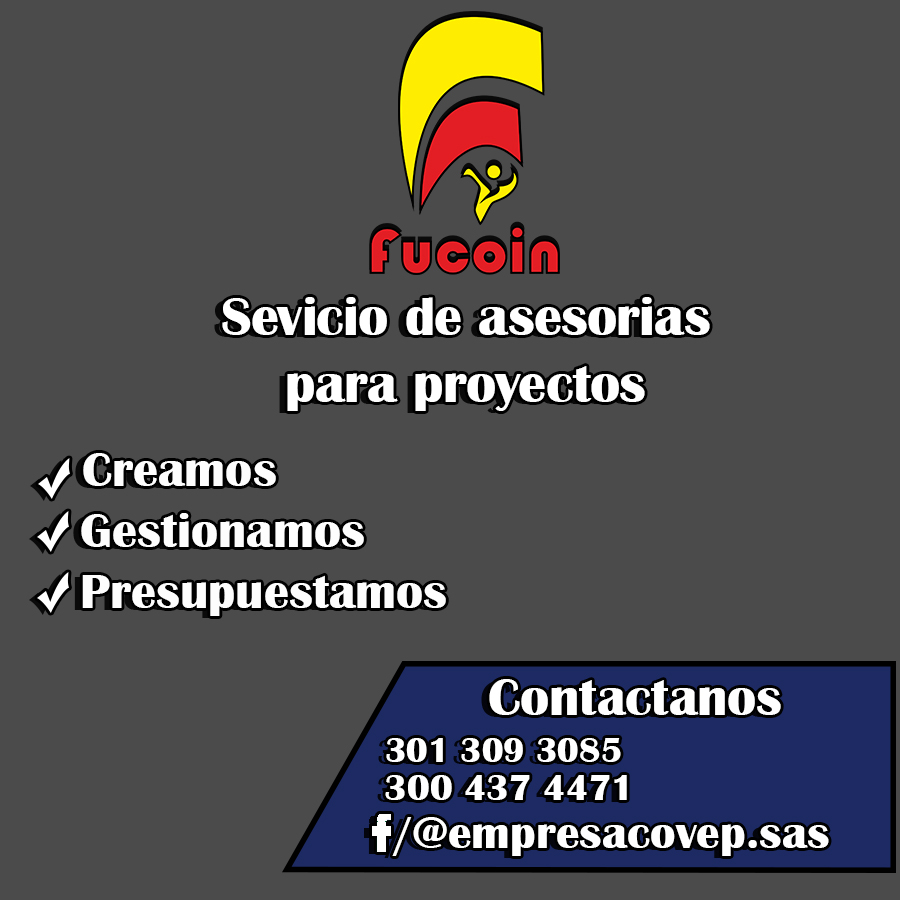 Fucoin
Sevicio de asesorias
para proyectos
Creamos
Gestionamos
Presupuestamos
Contactanos
301 309 3085
300 437 4471
f/@empresacovep.sas